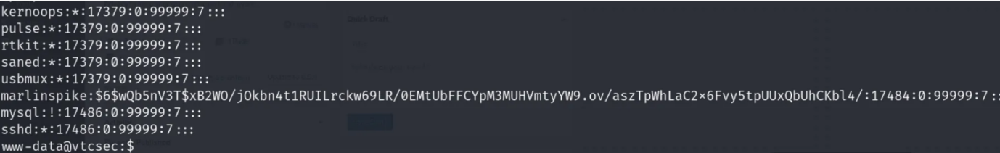 kernoops:*:17379:0:99999:7:::
pulse:*:17379:0:99999:7:::
rtkit:*:17379:0:99999:7:::
saned:*:17379:0:99999:7:::
usbmux:*:17379:0:99999:7:::
marlinspike:$6$wQb5nV3T$xB2WO/jOkbn4t1RUILrckw69LR/0EMtUbFFCYpM3MUHVmtyYW9.ov/aszTpWhLaC2×6Fvy5tpUUxQbUhCKbl4/:17484:0:99999:7:::
mysql:!:17486:0:99999:7:::
sshd:*:17486:0:99999:7:::
www-data@vtcsec:$
Quick Draft